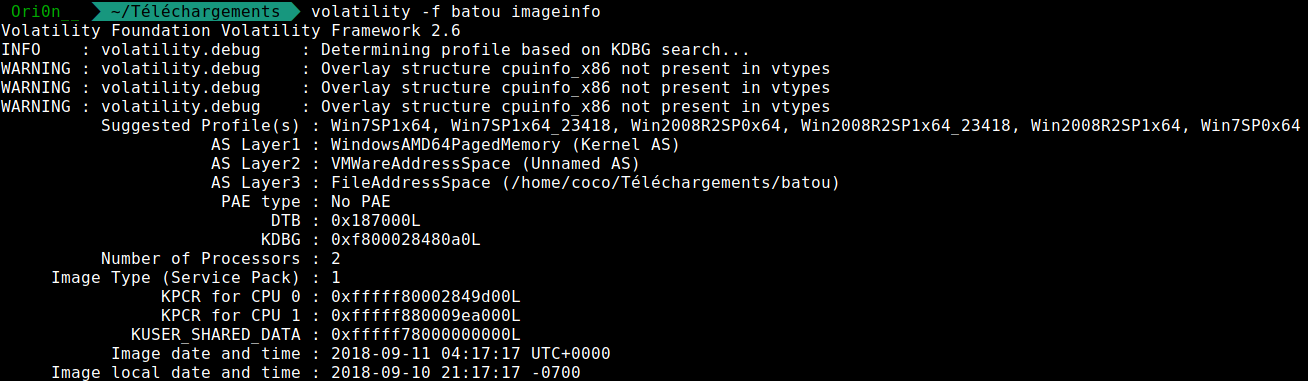 Ori0n__ ~/Téléchargements volatility -f batou imageinfo
Volatility Foundation Volatility Framework 2.6
INFO    : volatility.debug    : Determining profile based on KDBG search...
WARNING : volatility.debug    : Overlay structure cpuinfo_x86 not present in vtypes
WARNING : volatility.debug    : Overlay structure cpuinfo_x86 not present in vtypes
WARNING : volatility.debug    : Overlay structure cpuinfo_x86 not present in vtypes
Suggested Profile(s) : Win7SP1x64, Win7SP1x64_23418, Win2008R2SP0x64, Win2008R2SP1x64_23418, Win2008R2SP1x64, Win7SP0x64
AS Layer1 : WindowsAMD64PagedMemory (Kernel AS)
AS Layer2 : VMWareAddressSpace (Unnamed AS)
AS Layer3 : FileAddressSpace (/home/coco/Téléchargements/batou)
PAE type : No PAE
DTB : 0x187000L
KDBG : 0xf800028480a0L
Number of Processors : 2
Image Type (Service Pack) : 1
KPCR for CPU 0 : 0xfffff80002849d00L
KPCR for CPU 1 : 0xfffff880009ea000L
KUSER_SHARED_DATA : 0xfffff78000000000L
Image date and time : 2018-09-11 04:17:17 UTC+0000
Image local date and time : 2018-09-10 21:17:17 -0700